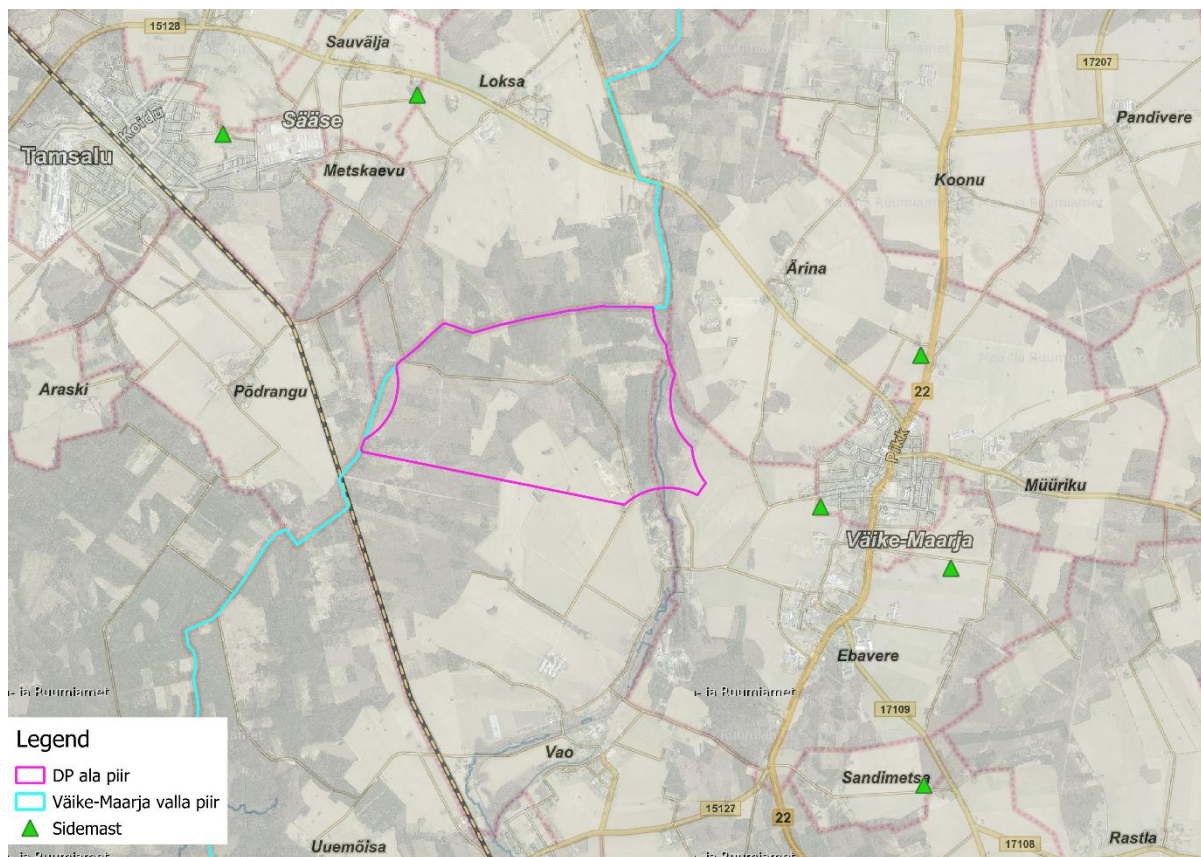 15128
Sauvälja
17207
Loksa
Pandivere
Koidu
Sääse
Tamsalu
Metskaevu
Koonu
Ärina
Araski
Põdrangu
22
Pikk
Müüriku
Väike-Maarja
Ebavere
17109
Vao
Sandimetsa
15127
22
Uuemõisa
17108
Rastla
Legend
DP ala piir
Väike-Maarja valla piir
Sidemast